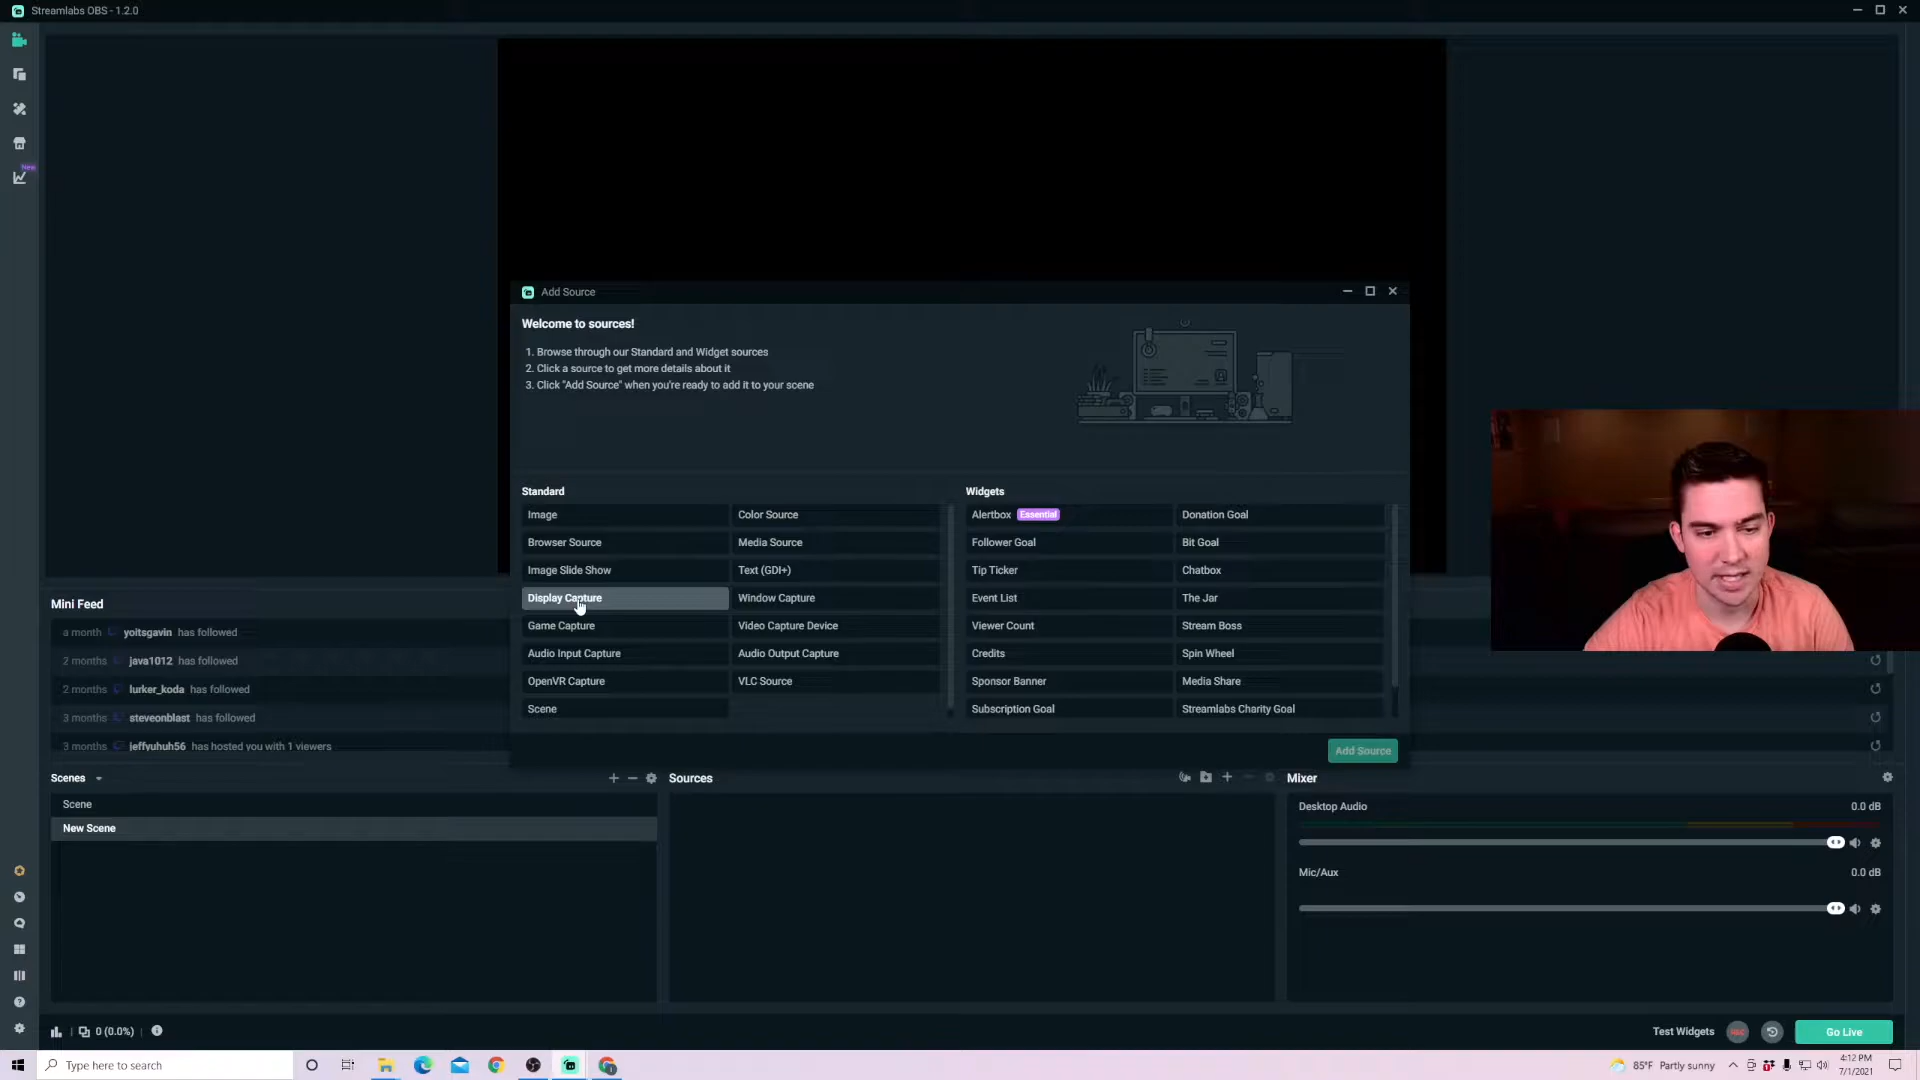 Streamlabs OBS - 1.2.0
New
Add Source
Welcome to sources!
1. Browse through our Standard and Widget sources
2. Click a source to get more details about it
3. Click "Add Source" when you're ready to add it to your scene
Standard
Image
Color Source
Browser Source
Media Source
Image Slide Show
Text (GDI+)
Display Capture
Window Capture
Game Capture
Video Capture Device
Audio Input Capture
Audio Output Capture
OpenVR Capture
VLC Source
Scene
Widgets
Alertbox Essential
Donation Goal
Follower Goal
Bit Goal
Tip Ticker
Chatbox
Event List
The Jar
Viewer Count
Stream Boss
Credits
Spin Wheel
Sponsor Banner
Media Share
Subscription Goal
Streamlabs Charity Goal
Add Source
Mini Feed
a month yoitsgavin has followed
2 months java1012 has followed
2 months lurker_koda has followed
3 months steveonblast has followed
3 months jeffyuhuh56 has hosted you with 1 viewers
Scenes
Scene
New Scene
Sources
Mixer
Desktop Audio 0.0 dB
Mic/Aux 0.0 dB
0 (0.0%)
Test Widgets
REC
Go Live
Type here to search
85°F Partly sunny
4:12 PM
7/1/2021